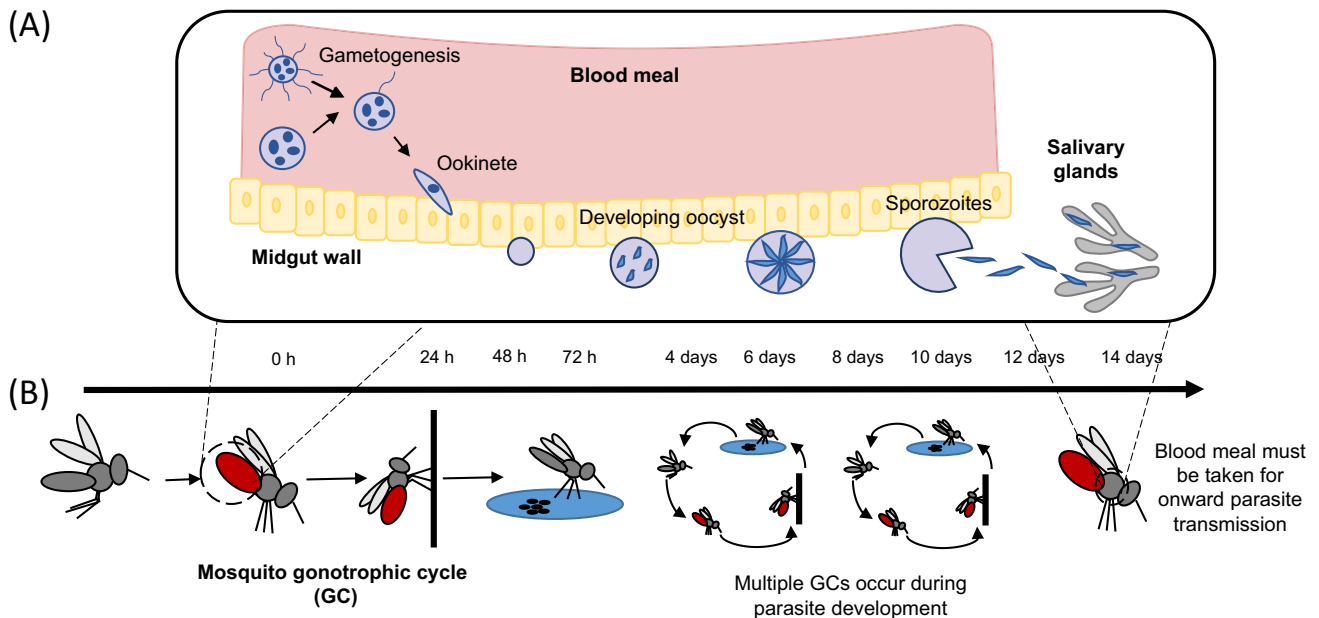 (A)
Gametogenesis
Blood meal
Ookinete
Salivary
glands
Developing oocyst
Sporozoites
Midgut wall
0 h
24 h
48 h
72 h
4 days
6 days
8 days
10 days
12 days
14 days
(B)
Blood meal must
be taken for
onward parasite
transmission
Mosquito gonotrophic cycle
(GC)
Multiple GCs occur during
parasite development